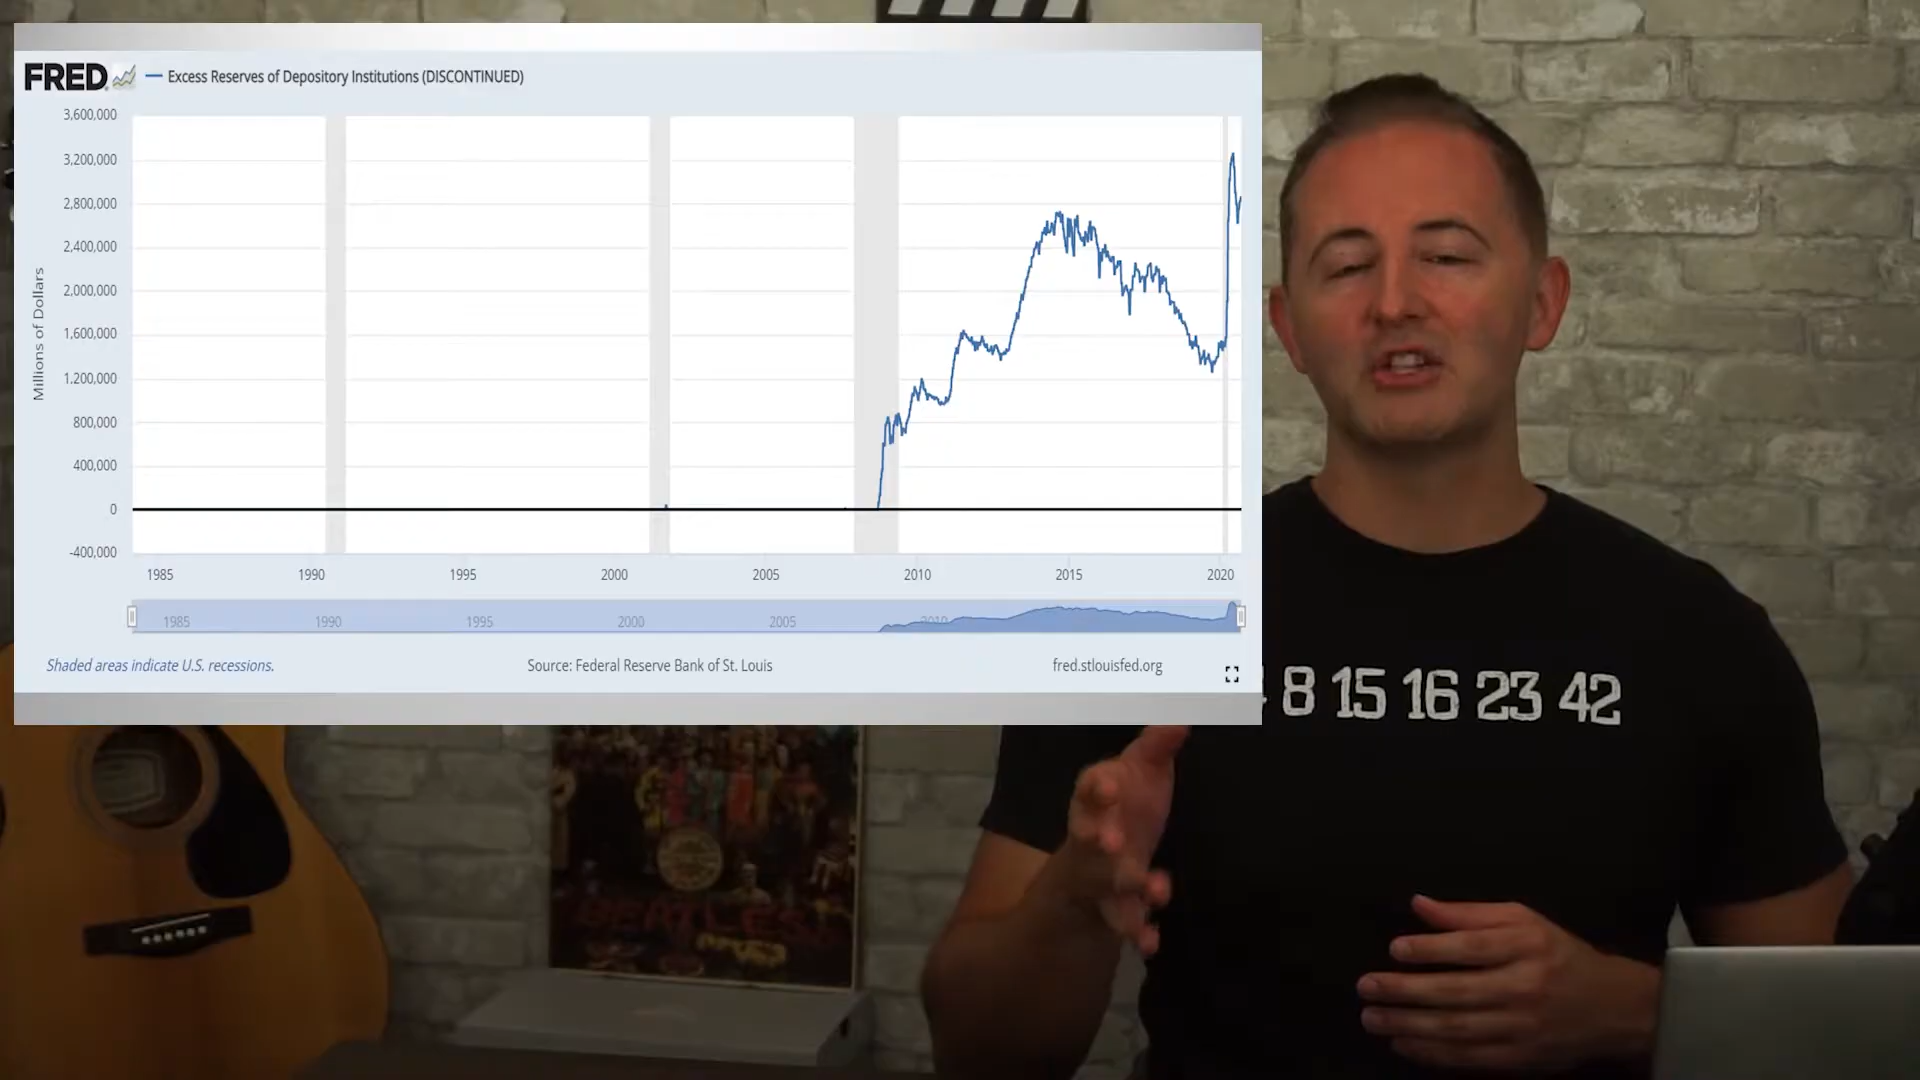 FRED
Excess Reserves of Depository Institutions (DISCONTINUED)
3,600,000
3,200,000
2,800,000
2,400,000
2,000,000
1,600,000
1,200,000
800,000
400,000
0
-400,000
Millions of Dollars
1985 1990 1995 2000 2005 2010 2015 2020
1985 1990 1995 2000 2005 2010
Shaded areas indicate U.S. recessions.
Source: Federal Reserve Bank of St. Louis
fred.stlouisfed.org
8 15 16 23 42
BEATLES